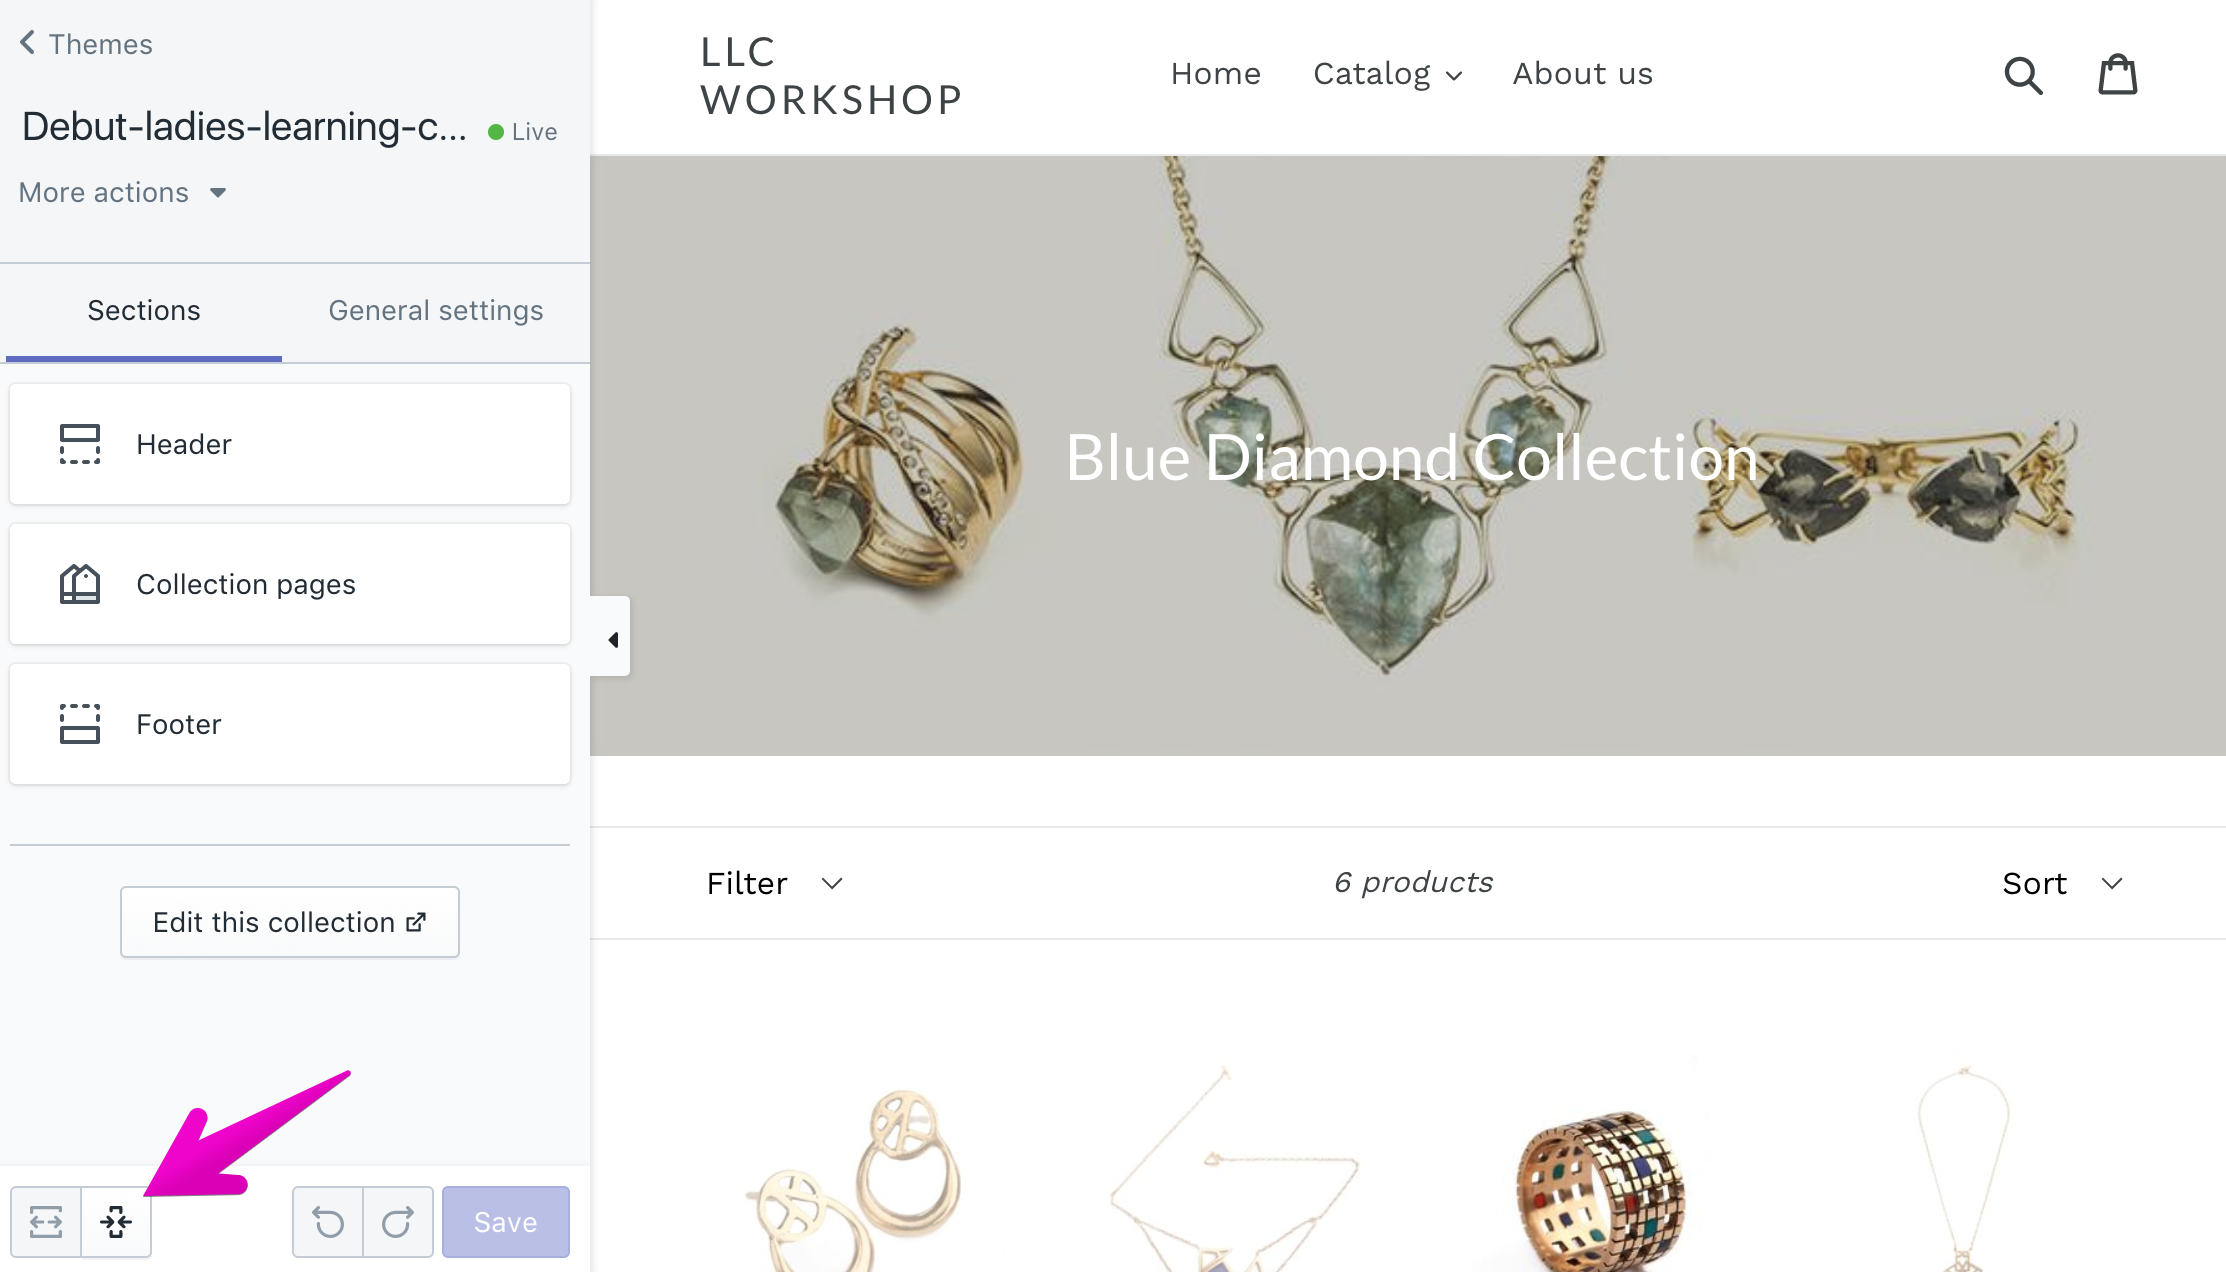 Themes
Debut-ladies-learning-c...
Live
More actions
Sections
General settings
Header
Collection pages
Footer
Edit this collection
Save
LLC
WORKSHOP
Home
Catalog
About us
Blue Diamond Collection
Filter
6 products
Sort